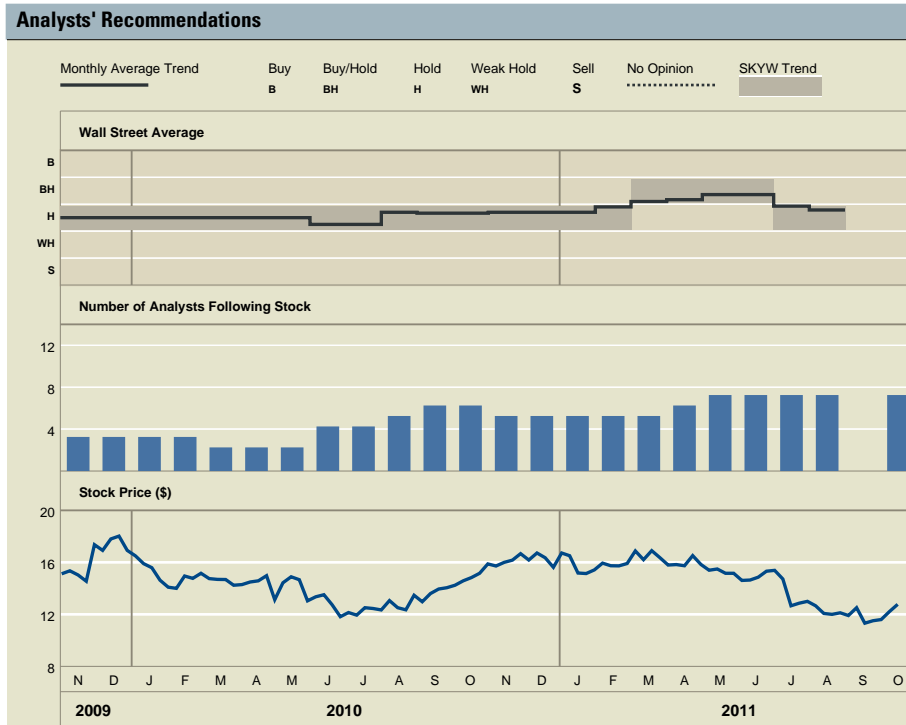 Analysts' Recommendations
Monthly Average Trend Buy Buy/Hold Hold Weak Hold Sell No Opinion SKYW Trend
B BH H WH S
Wall Street Average
B
BH
H
WH
S
Number of Analysts Following Stock
12
8
4
Stock Price ($)
20
16
12
8
N D J F M A M J J A S O N D J F M A M J J A S O
2009 2010 2011